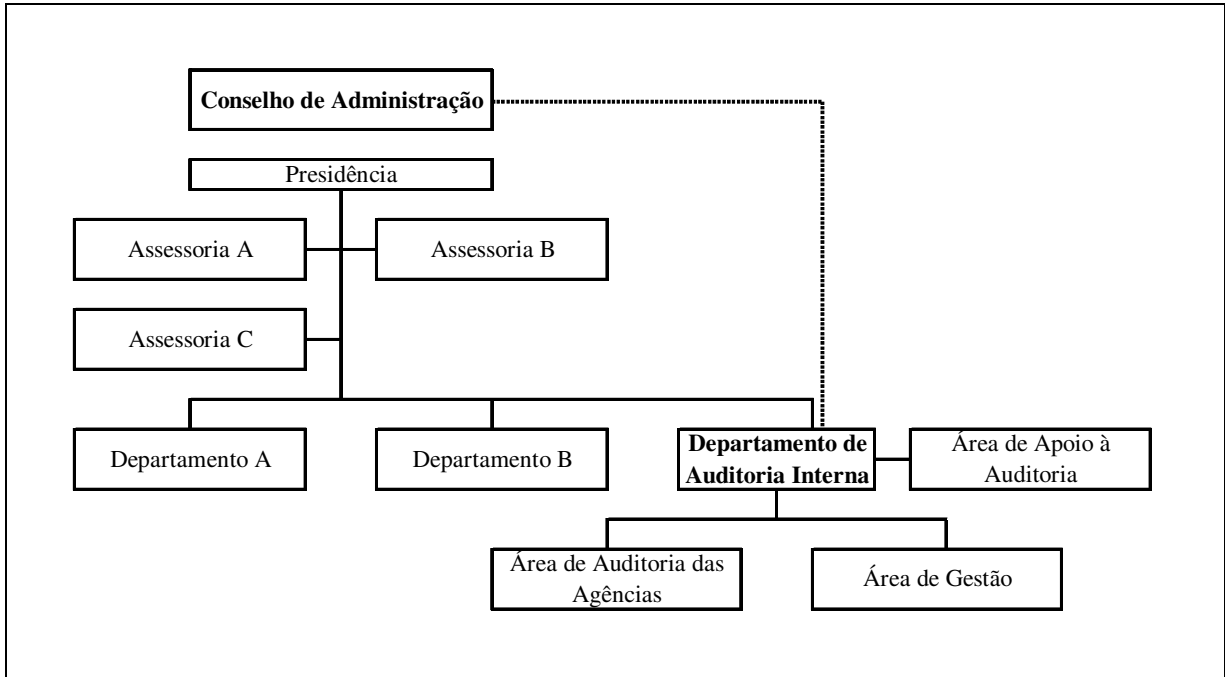 Conselho de Administração
Presidência
Assessoria A
Assessoria B
Assessoria C
Departamento A
Departamento B
Departamento de
Auditoria Interna
Área de Apoio à
Auditoria
Área de Auditoria das
Agências
Área de Gestão